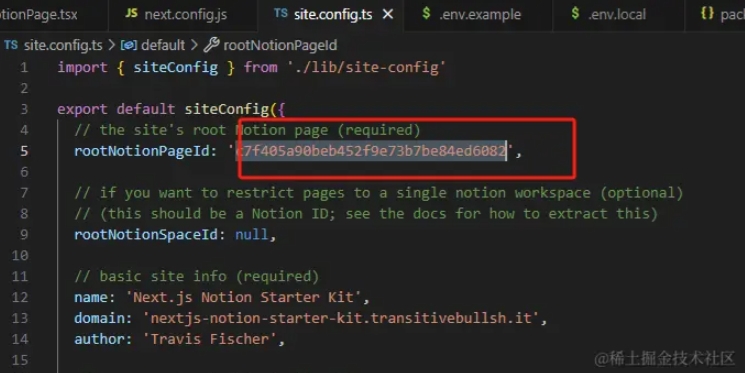 otionPage.tsx JS next.config.js TS site.config.ts × $ .env.example $ .env.local {} pack
TS site.config.ts > default > rootNotionPageId
1 import { siteConfig } from './lib/site-config'
2
3 export default siteConfig({
4 // the site's root Notion page (required)
5 rootNotionPageId: 'c7f405a90beb452f9e73b7be84ed6082',
6
7 // if you want to restrict pages to a single notion workspace (optional)
8 // (this should be a Notion ID; see the docs for how to extract this)
9 rootNotionSpaceId: null,
10
11 // basic site info (required)
12 name: 'Next.js Notion Starter Kit',
13 domain: 'nextjs-notion-starter-kit.transitivebullsh.it',
14 author: 'Travis Fischer',
15
@稀土掘金技术社区